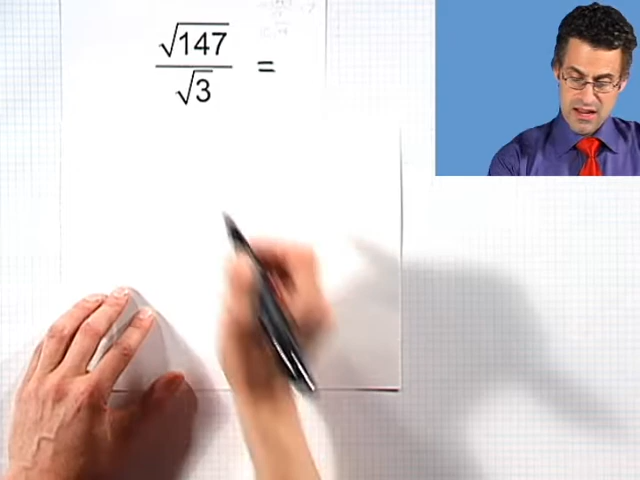 √147
√3 =